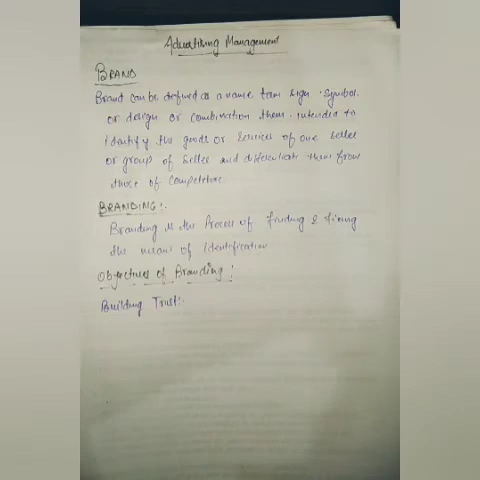 Advertising Management
BRAND
Brand can be defined as a name term sign. Symbol
or design or combination them. intended to
identify the goods or services of one seller
or group of seller and differentiate them from
those of competitors
BRANDING:-
Branding is the Process of finding & fixing
the means of identification
Objectives of Branding:
Building Trust:-